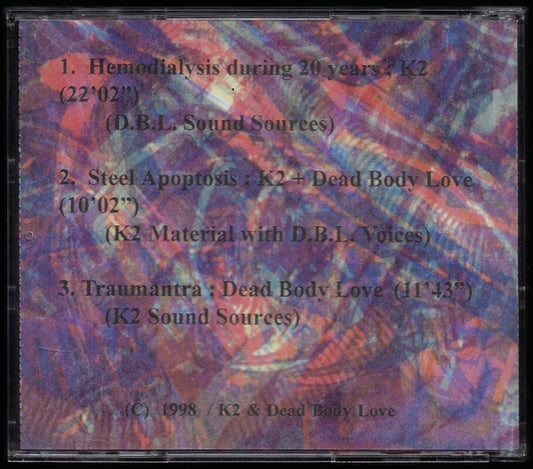 1. Hemodialysis during 20 years ; K2
(22’02”)
(D.B.L. Sound Sources)
2. Steel Apoptosis ; K2 + Dead Body Love
(10’02”)
(K2 Material with D.B.L. Voices)
3. Traumantra ; Dead Body Love (11’43”)
(K2 Sound Sources)
(C) 1998 / K2 & Dead Body Love